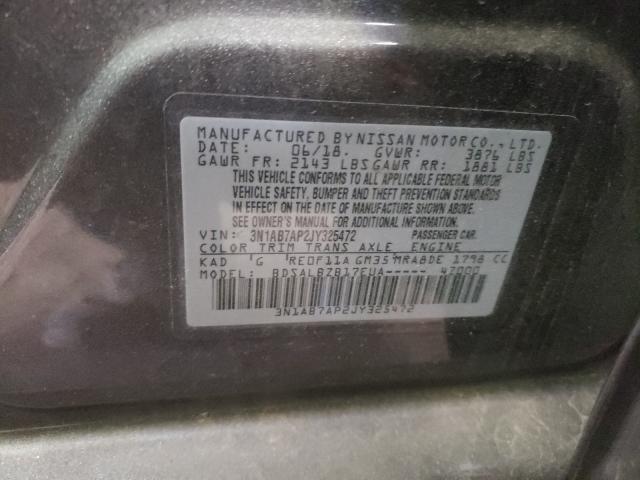 MANUFACTURED BY NISSAN MOTOR CO., LTD.
DATE: 06/18. GVWR: 3876 LBS
GAWR FR: 2143 LBS GAWR RR: 1881 LBS
THIS VEHICLE CONFORMS TO ALL APPLICABLE FEDERAL MOTOR
VEHICLE SAFETY, BUMPER AND THEFT PREVENTION STANDARDS
IN EFFECT ON THE DATE OF MANUFACTURE SHOWN ABOVE.
SEE OWNER'S MANUAL FOR ADDITIONAL INFORMATION.
VIN: 3N1AB7AP2JY325472 PASSENGER CAR.
COLOR TRIM TRANS AXLE ENGINE
KAD G RE0F11A GM35 MRA8DE 1798 CC
MODEL: BDSALBZB17EUA----- 47000
3N1AB7AP2JY325472